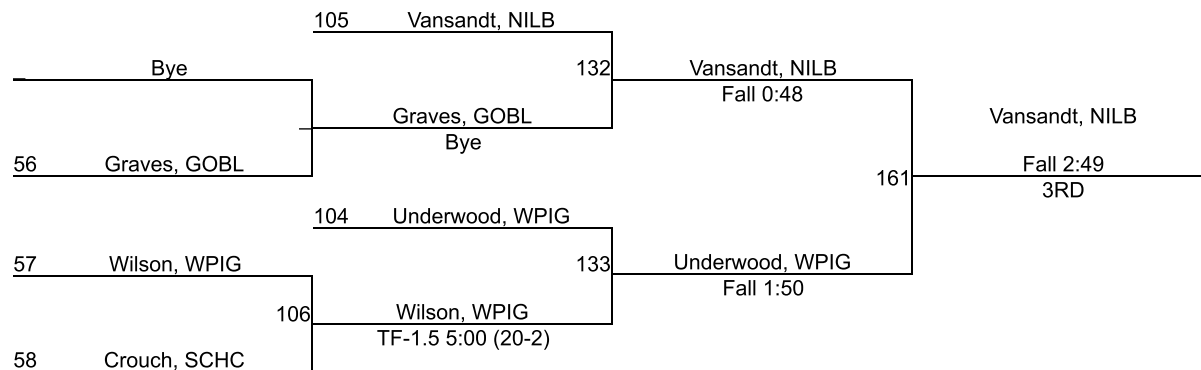 105 Vansandt, NILB
Bye
132 Vansandt, NILB
Fall 0:48
Graves, GOBL
Bye
Vansandt, NILB
56 Graves, GOBL
161 Fall 2:49
3RD
104 Underwood, WPIG
57 Wilson, WPIG
133 Underwood, WPIG
Fall 1:50
106 Wilson, WPIG
TF-1.5 5:00 (20-2)
58 Crouch, SCHC